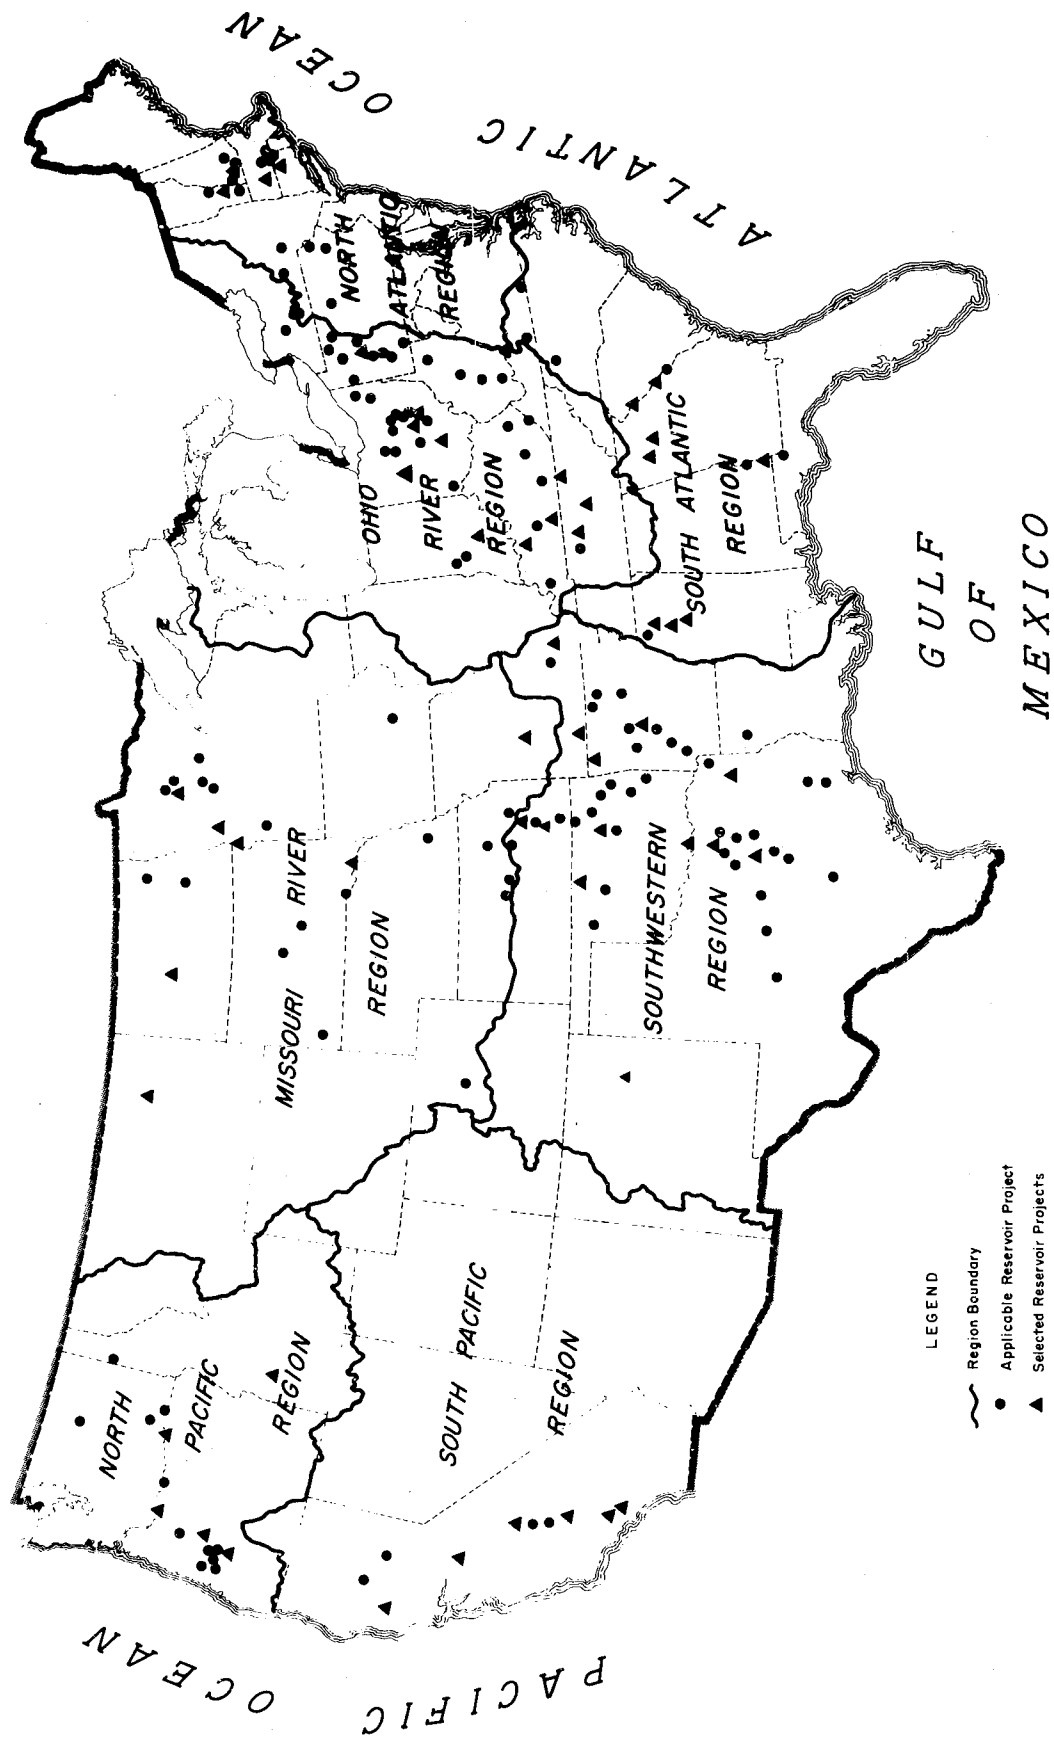 PACIFIC OCEAN
ATLANTIC OCEAN
GULF
OF
MEXICO
NORTH
PACIFIC
REGION
SOUTH PACIFIC
REGION
MISSOURI RIVER
REGION
SOUTHWESTERN
REGION
OHIO
RIVER
REGION
NORTH
ATLANTIC
REGION
SOUTH ATLANTIC
REGION
LEGEND
Region Boundary
Applicable Reservoir Project
Selected Reservoir Projects